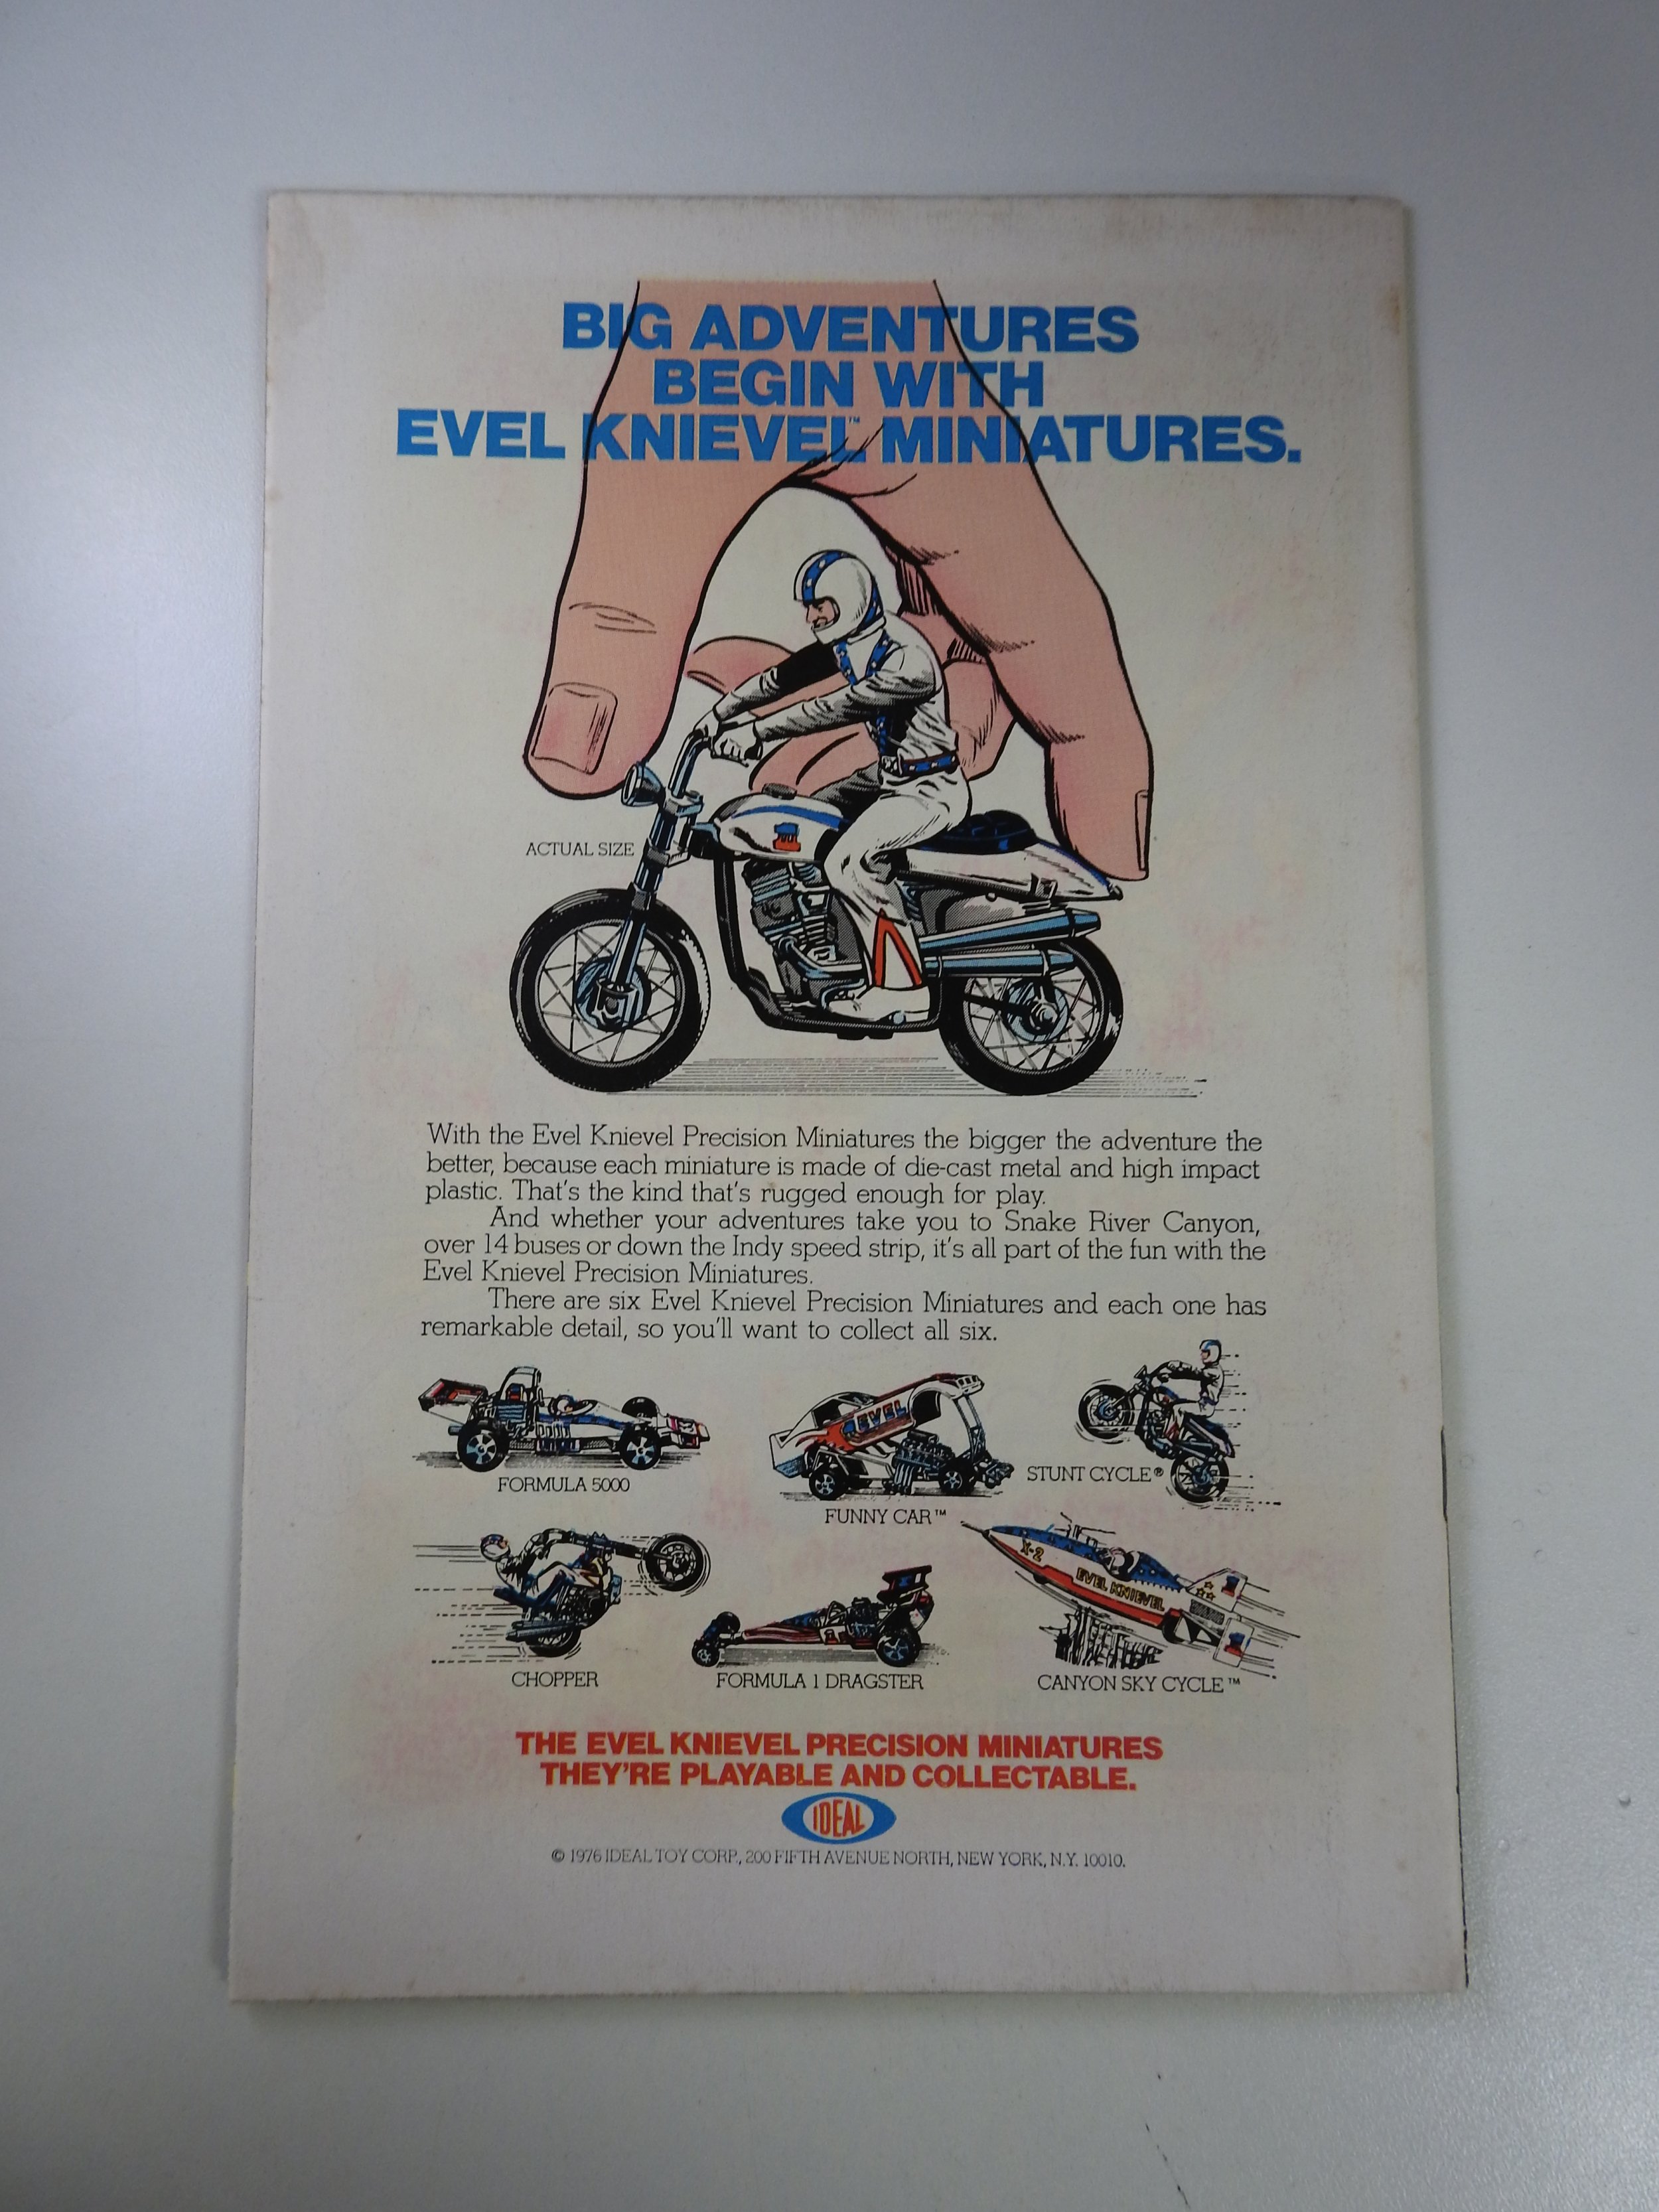 BIG ADVENTURES
BEGIN WITH
EVEL KNIEVEL™ MINIATURES.
ACTUAL SIZE
With the Evel Knievel Precision Miniatures the bigger the adventure the
better, because each miniature is made of die-cast metal and high impact
plastic. That's the kind that's rugged enough for play.
And whether your adventures take you to Snake River Canyon,
over 14 buses or down the Indy speed strip, it's all part of the fun with the
Evel Knievel Precision Miniatures.
There are six Evel Knievel Precision Miniatures and each one has
remarkable detail, so you'll want to collect all six.
EVEL
FORMULA 5000
FUNNY CAR™
STUNT CYCLE®
X-2
EVEL KNIEVEL
CHOPPER
FORMULA 1 DRAGSTER
CANYON SKY CYCLE™
THE EVEL KNIEVEL PRECISION MINIATURES
THEY'RE PLAYABLE AND COLLECTABLE.
IDEAL
© 1976 IDEAL TOY CORP., 200 FIFTH AVENUE NORTH, NEW YORK, N.Y. 10010.